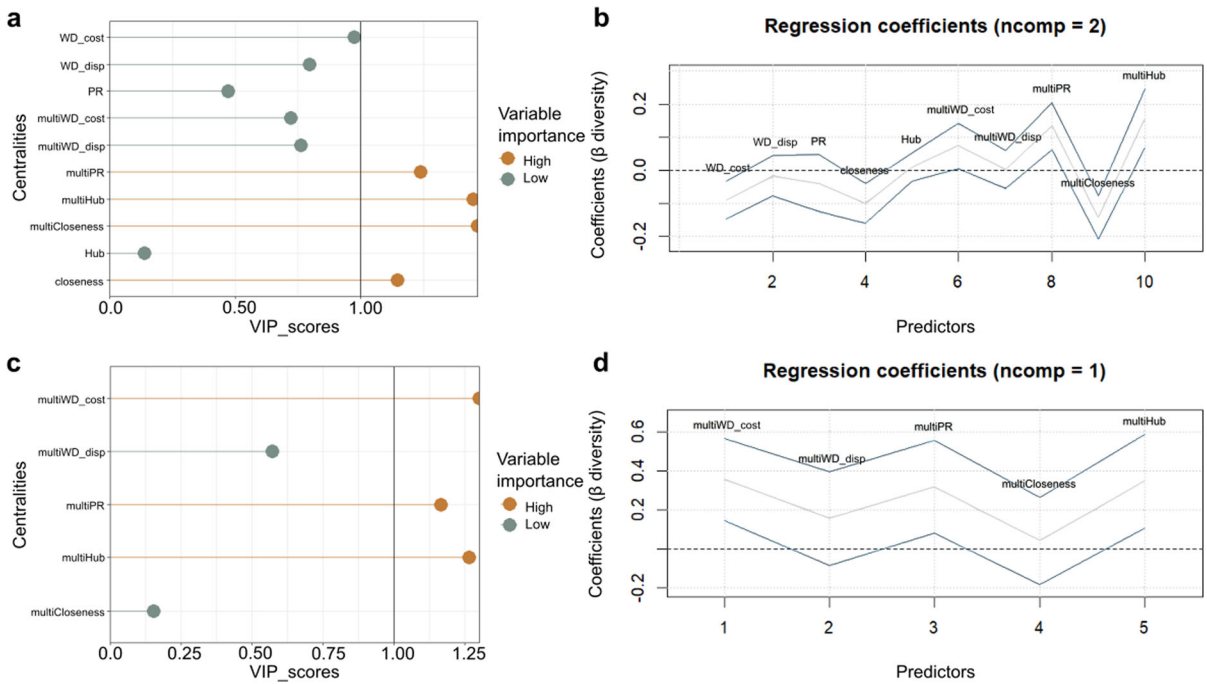 a
Centralities
WD_cost
WD_disp
PR
multiWD_cost
multiWD_disp
multiPR
multiHub
multiCloseness
Hub
closeness
0.0 0.50 1.00
VIP_scores
Variable
importance
High
Low
b
Regression coefficients (ncomp = 2)
Coefficients (β diversity)
0.2
0.0
-0.2
WD_cost
WD_disp
PR
closeness
Hub
multiWD_cost
multiWD_disp
multiPR
multiCloseness
multiHub
2 4 6 8 10
Predictors
c
Centralities
multiWD_cost
multiWD_disp
multiPR
multiHub
multiCloseness
0.0 0.25 0.50 0.75 1.00 1.25
VIP_scores
Variable
importance
High
Low
d
Regression coefficients (ncomp = 1)
Coefficients (β diversity)
0.6
0.4
0.2
-0.2
multiWD_cost
multiWD_disp
multiPR
multiCloseness
multiHub
1 2 3 4 5
Predictors